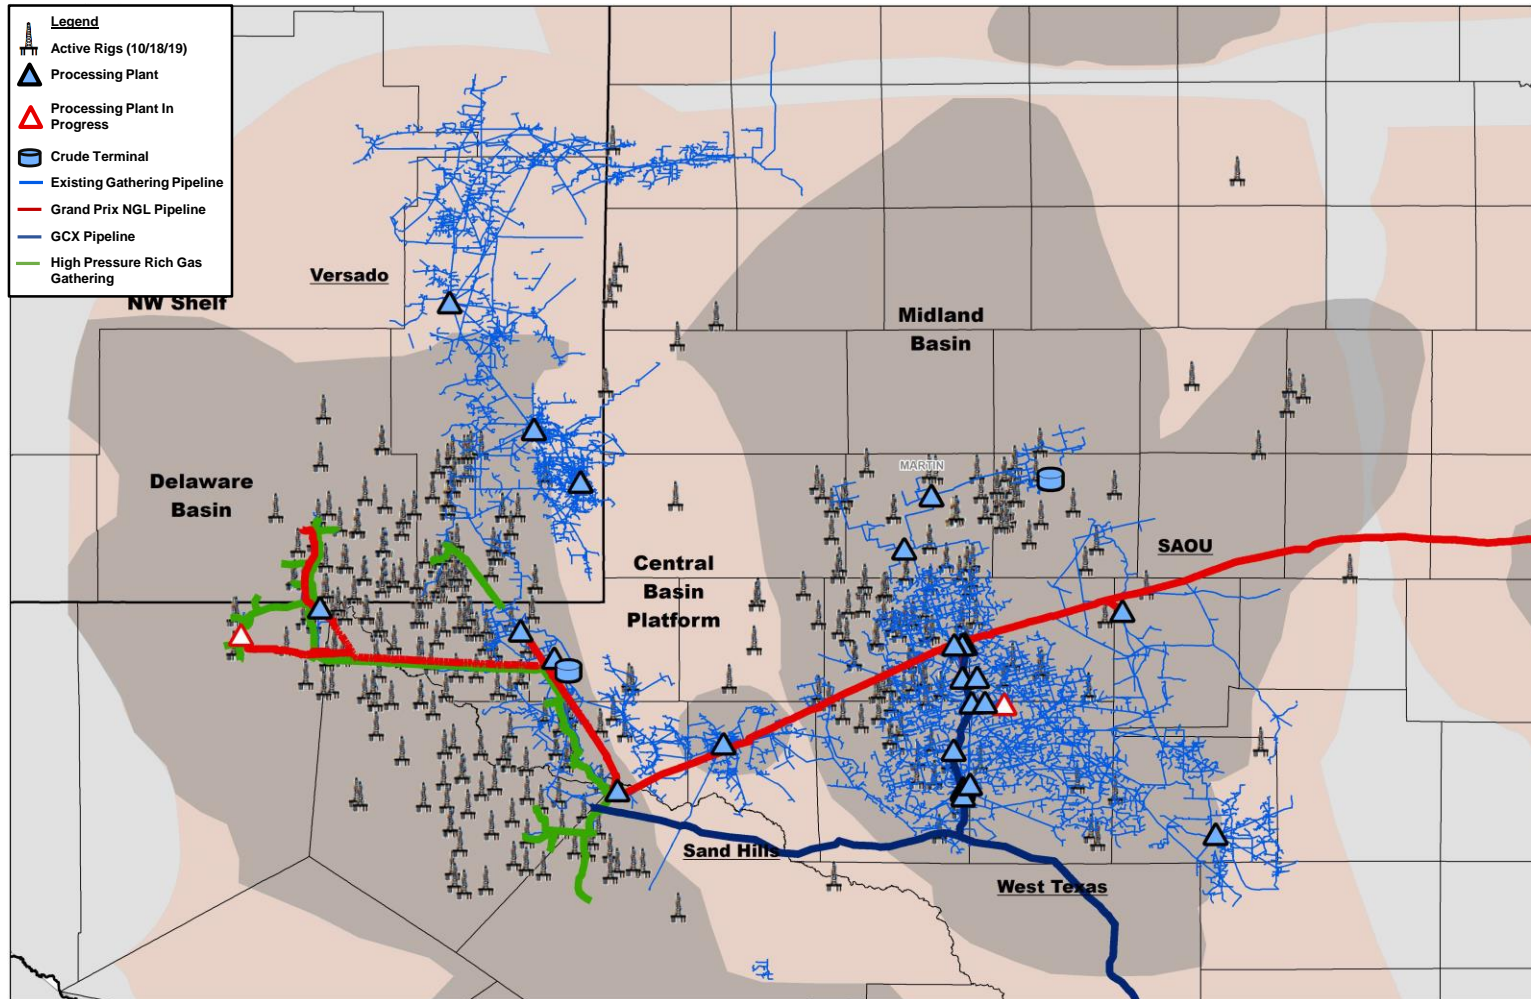 Legend
Active Rigs (10/18/19)
Processing Plant
Processing Plant In
Progress
Crude Terminal
Existing Gathering Pipeline
Grand Prix NGL Pipeline
GCX Pipeline
High Pressure Rich Gas
Gathering
NW Shelf
Versado
Midland
Basin
Delaware
Basin
MARTIN
Central
Basin
Platform
SAOU
Sand Hills
West Texas